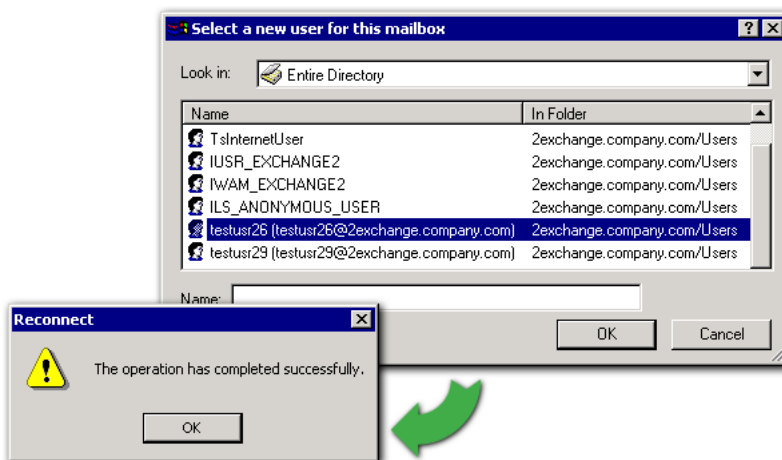 Select a new user for this mailbox
Look in: Entire Directory
Name In Folder
TsInternetUser 2exchange.company.com/Users
IUSR_EXCHANGE2 2exchange.company.com/Users
IWAM_EXCHANGE2 2exchange.company.com/Users
ILS_ANONYMOUS_USER 2exchange.company.com/Users
testusr26 (testusr26@2exchange.company.com) 2exchange.company.com/Users
testusr29 (testusr29@2exchange.company.com) 2exchange.company.com/Users
Name:
OK Cancel
Reconnect
The operation has completed successfully.
OK